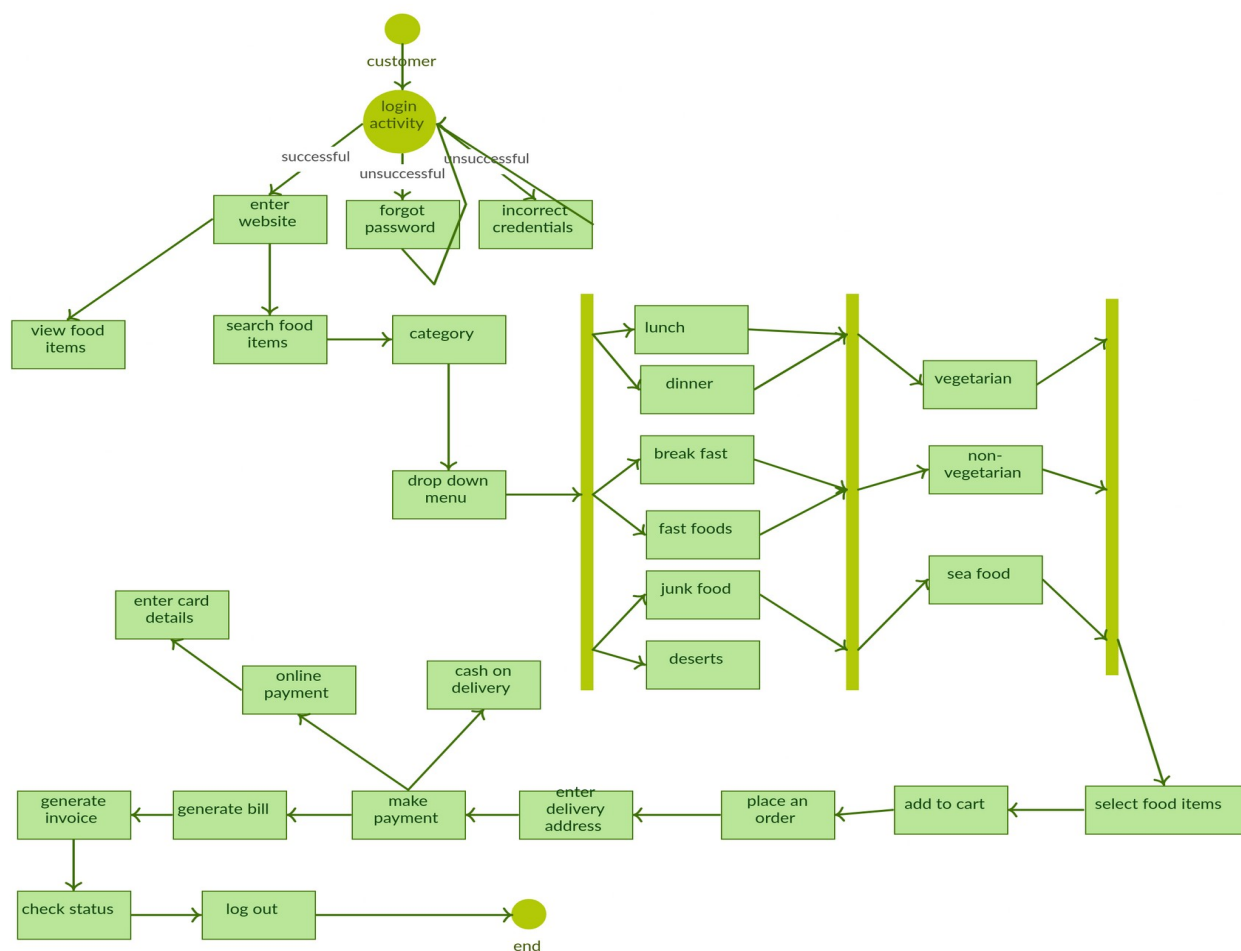 customer
login
activity
successful
unsuccessful
unsuccessful
enter
website
forgot
password
incorrect
credentials
view food
items
search food
items
category
lunch
dinner
vegetarian
drop down
menu
break fast
non-
vegetarian
fast foods
junk food
sea food
deserts
enter card
details
online
payment
cash on
delivery
generate
invoice
generate bill
make
payment
enter
delivery
address
place an
order
add to cart
select food items
check status
log out
end